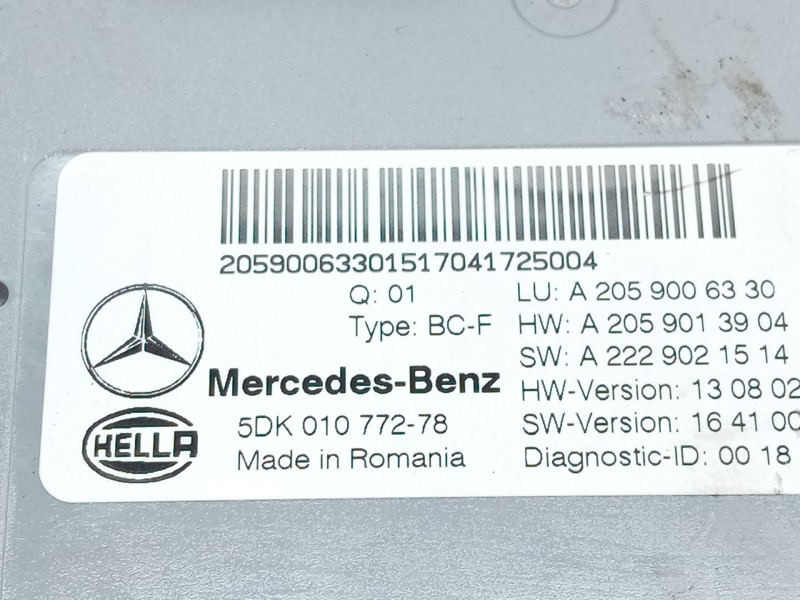 20590063301517041725004
Q: 01
LU: A 205 900 63 30
Type: BC-F
HW: A 205 901 39 04
SW: A 222 902 15 14
Mercedes-Benz
HW-Version: 13 08 02
HELLA
5DK 010 772-78
SW-Version: 16 41 00
Made in Romania
Diagnostic-ID: 00 18